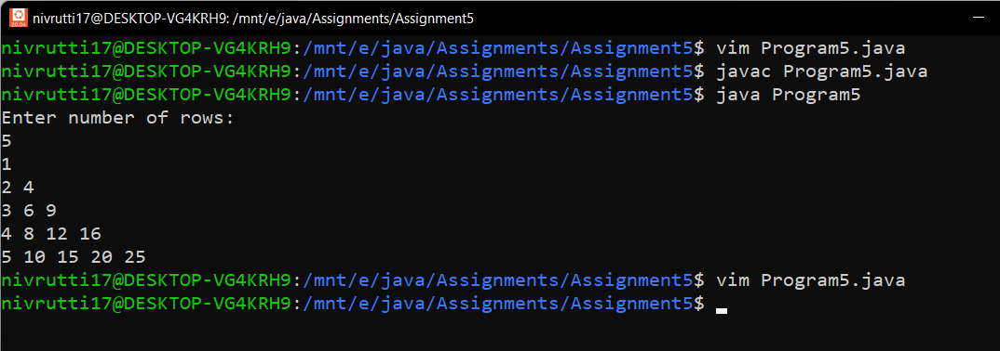 20.04 nivrutti17@DESKTOP-VG4KRH9: /mnt/e/java/Assignments/Assignment5
nivrutti17@DESKTOP-VG4KRH9:/mnt/e/java/Assignments/Assignment5$ vim Program5.java
nivrutti17@DESKTOP-VG4KRH9:/mnt/e/java/Assignments/Assignment5$ javac Program5.java
nivrutti17@DESKTOP-VG4KRH9:/mnt/e/java/Assignments/Assignment5$ java Program5
Enter number of rows:
5
1
2 4
3 6 9
4 8 12 16
5 10 15 20 25
nivrutti17@DESKTOP-VG4KRH9:/mnt/e/java/Assignments/Assignment5$ vim Program5.java
nivrutti17@DESKTOP-VG4KRH9:/mnt/e/java/Assignments/Assignment5$